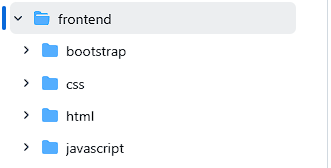 frontend
bootstrap
css
html
javascript